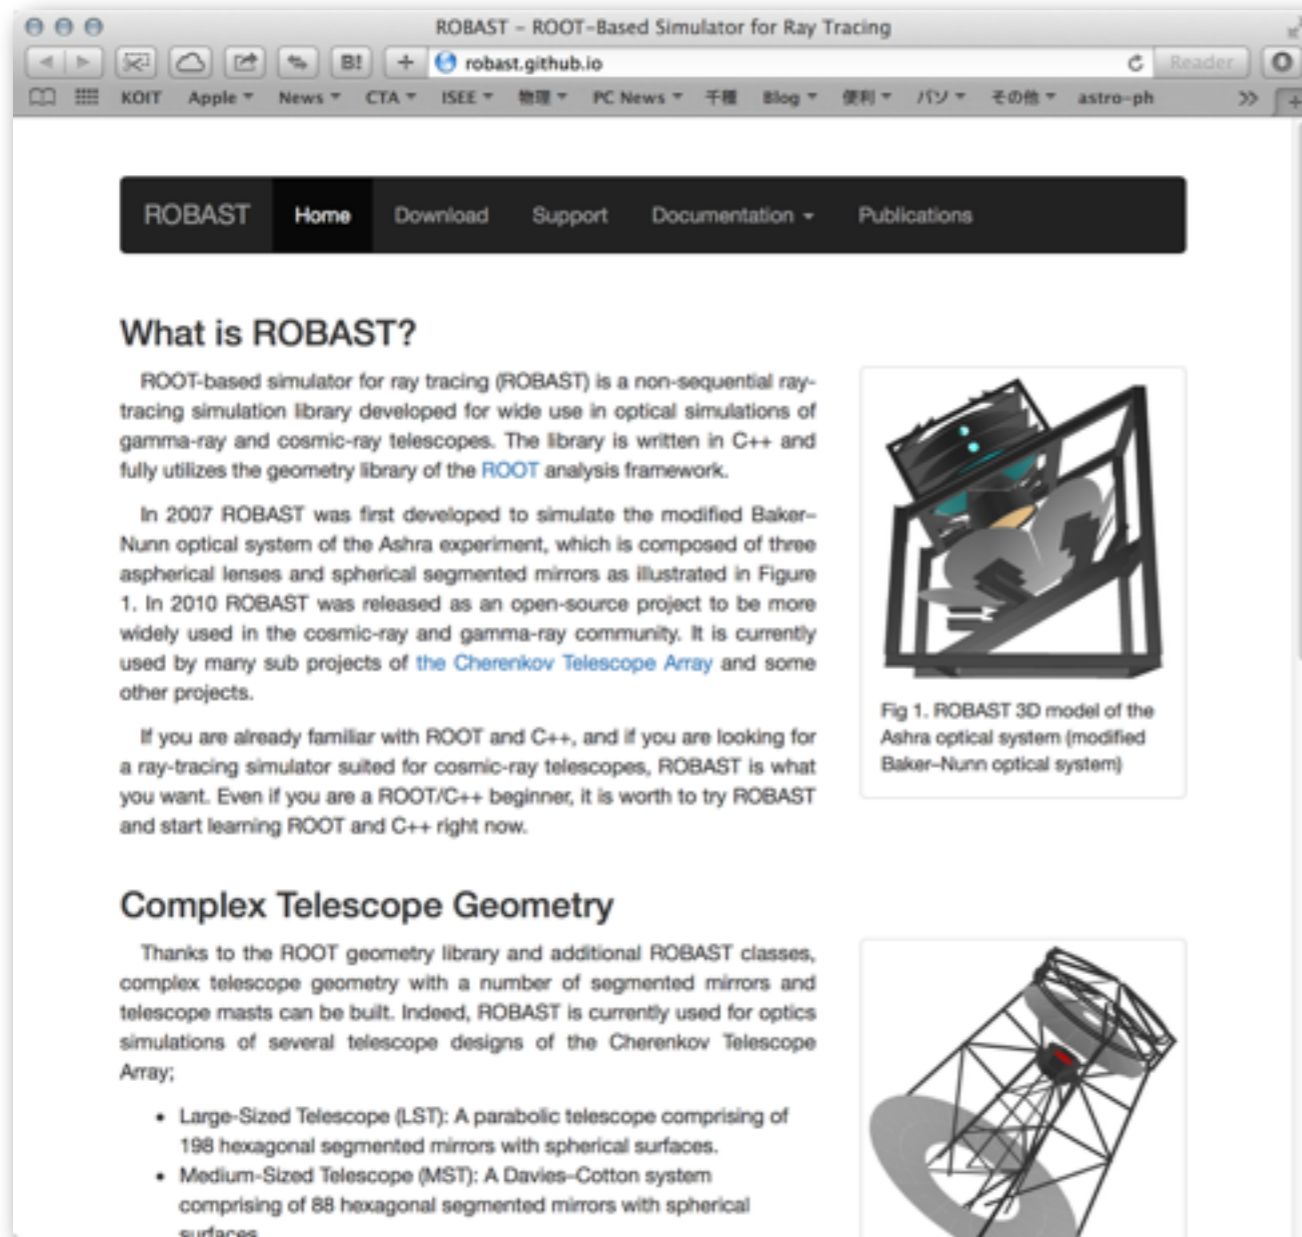 ROBAST – ROOT-Based Simulator for Ray Tracing
B! + robast.github.io Reader
KOIT Apple News CTA ISEE 物理 PC News 千種 Blog 便利 パソ その他 astro-ph >> +
ROBAST Home Download Support Documentation Publications
What is ROBAST?
ROOT-based simulator for ray tracing (ROBAST) is a non-sequential ray-
tracing simulation library developed for wide use in optical simulations of
gamma-ray and cosmic-ray telescopes. The library is written in C++ and
fully utilizes the geometry library of the ROOT analysis framework.
In 2007 ROBAST was first developed to simulate the modified Baker–
Nunn optical system of the Ashra experiment, which is composed of three
aspherical lenses and spherical segmented mirrors as illustrated in Figure
1. In 2010 ROBAST was released as an open-source project to be more
widely used in the cosmic-ray and gamma-ray community. It is currently
used by many sub projects of the Cherenkov Telescope Array and some
other projects.
If you are already familiar with ROOT and C++, and if you are looking for
a ray-tracing simulator suited for cosmic-ray telescopes, ROBAST is what
you want. Even if you are a ROOT/C++ beginner, it is worth to try ROBAST
and start learning ROOT and C++ right now.
Fig 1. ROBAST 3D model of the
Ashra optical system (modified
Baker–Nunn optical system)
Complex Telescope Geometry
Thanks to the ROOT geometry library and additional ROBAST classes,
complex telescope geometry with a number of segmented mirrors and
telescope masts can be built. Indeed, ROBAST is currently used for optics
simulations of several telescope designs of the Cherenkov Telescope
Array;
• Large-Sized Telescope (LST): A parabolic telescope comprising of
198 hexagonal segmented mirrors with spherical surfaces.
• Medium-Sized Telescope (MST): A Davies–Cotton system
comprising of 88 hexagonal segmented mirrors with spherical
surfaces